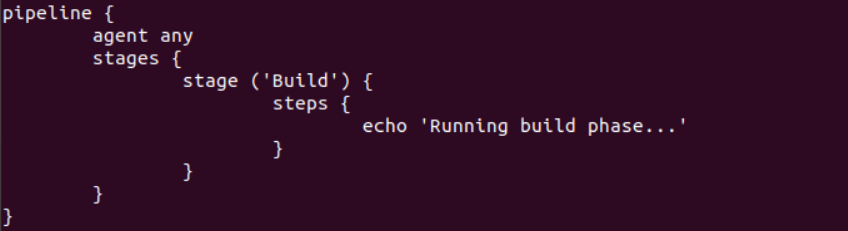 pipeline {
        agent any
        stages {
                stage ('Build') {
                        steps {
                                echo 'Running build phase...'
                        }
                }
        }
}